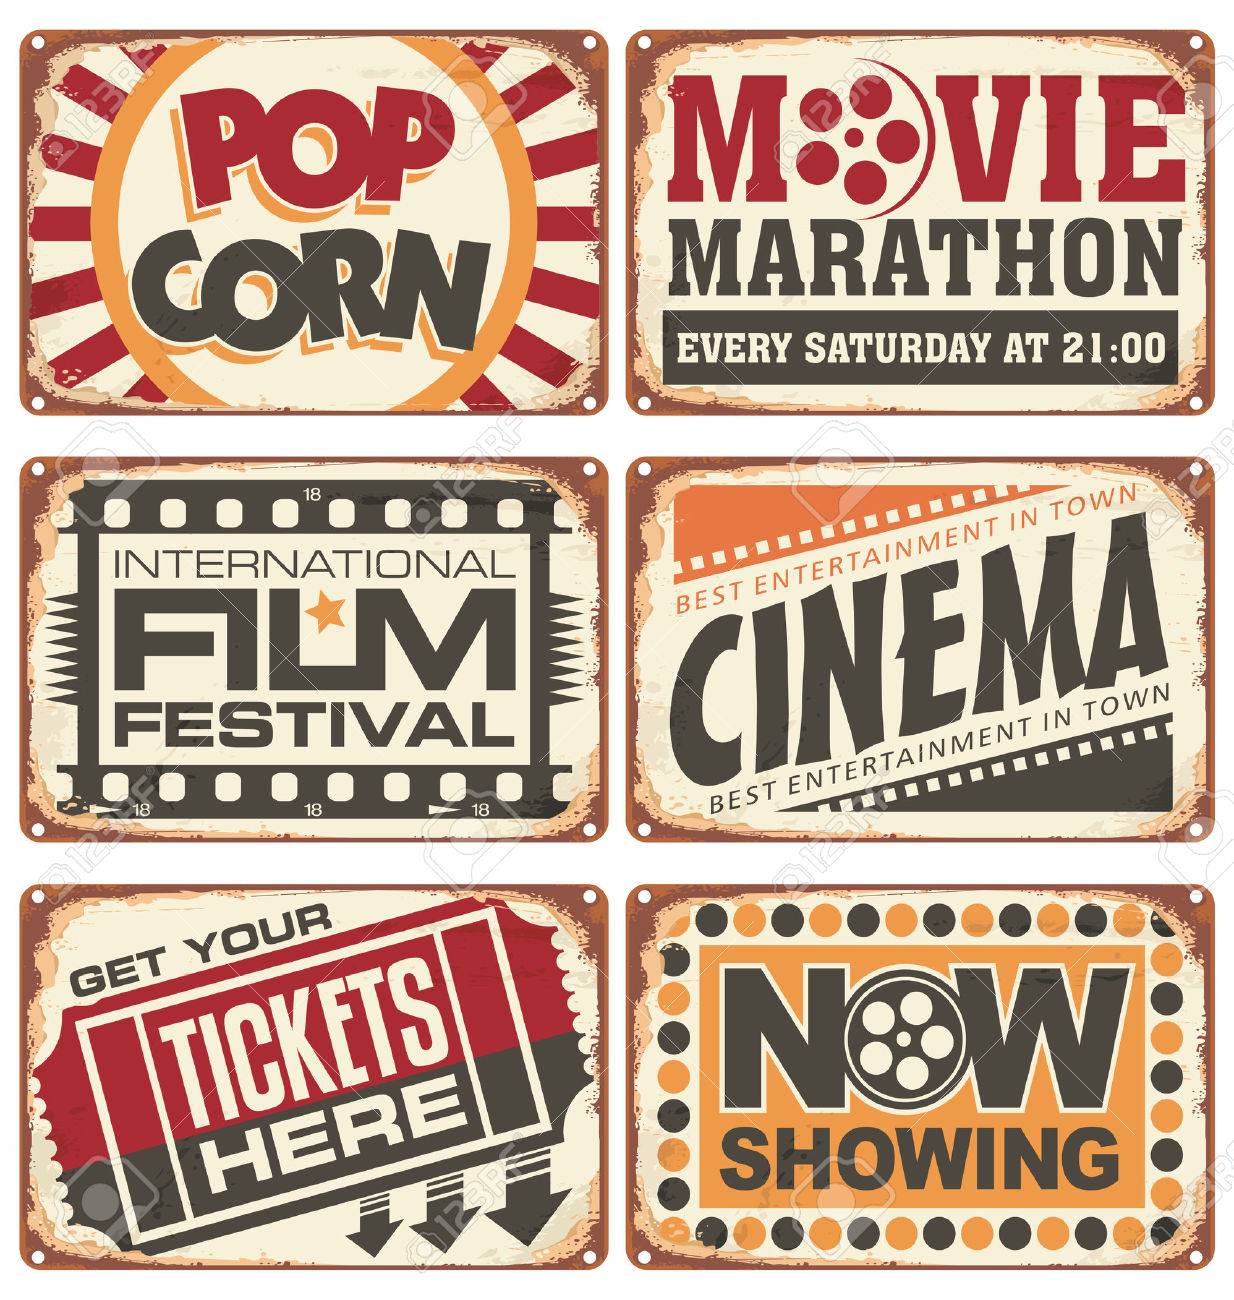 POP
CORN
MOVIE
MARATHON
EVERY SATURDAY AT 21:00
18
INTERNATIONAL
FILM
FESTIVAL
18 18 18
BEST ENTERTAINMENT IN TOWN
CINEMA
BEST ENTERTAINMENT IN TOWN
GET YOUR
TICKETS
HERE
NOW
SHOWING
123RF